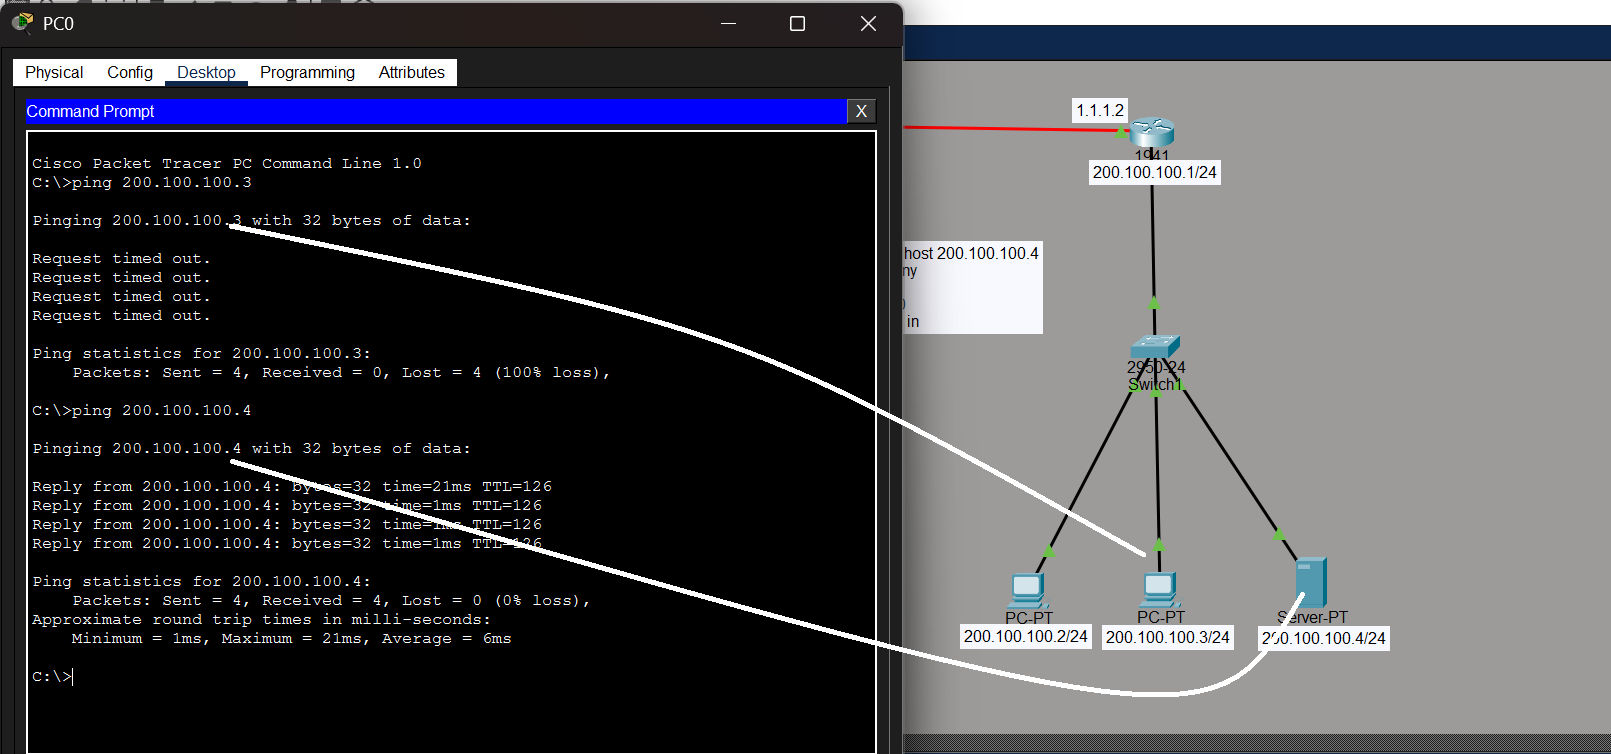 PC0
Physical Config Desktop Programming Attributes
Command Prompt X
Cisco Packet Tracer PC Command Line 1.0
C:\>ping 200.100.100.3
Pinging 200.100.100.3 with 32 bytes of data:
Request timed out.
Request timed out.
Request timed out.
Request timed out.
Ping statistics for 200.100.100.3:
Packets: Sent = 4, Received = 0, Lost = 4 (100% loss),
C:\>ping 200.100.100.4
Pinging 200.100.100.4 with 32 bytes of data:
Reply from 200.100.100.4: bytes=32 time=21ms TTL=126
Reply from 200.100.100.4: bytes=32 time=1ms TTL=126
Reply from 200.100.100.4: bytes=32 time=1ms TTL=126
Reply from 200.100.100.4: bytes=32 time=1ms TTL=126
Ping statistics for 200.100.100.4:
Packets: Sent = 4, Received = 4, Lost = 0 (0% loss),
Approximate round trip times in milli-seconds:
Minimum = 1ms, Maximum = 21ms, Average = 6ms
C:\>
1.1.1.2
1941
200.100.100.1/24
host 200.100.100.4
ny
)
in
2950-24
Switch1
PC-PT
200.100.100.2/24
PC-PT
200.100.100.3/24
Server-PT
200.100.100.4/24